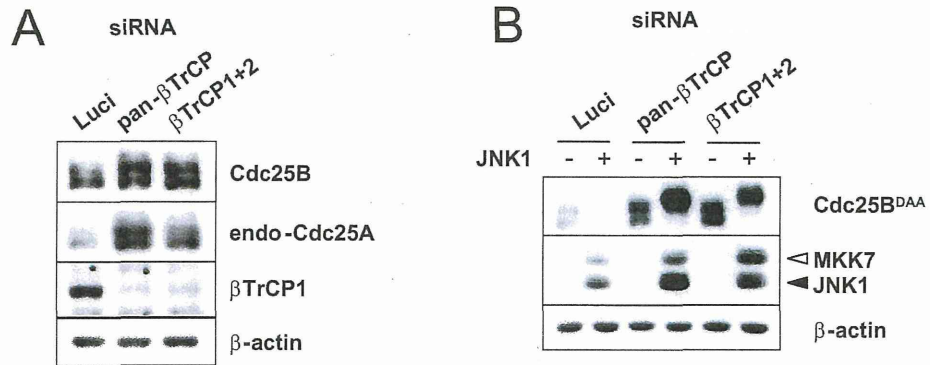 A
siRNA
Luci
pan-βTrCP
βTrCP1+2
Cdc25B
endo-Cdc25A
βTrCP1
β-actin
B
siRNA
Luci
pan-βTrCP
βTrCP1+2
JNK1 - + - + - +
Cdc25BDAA
MKK7
JNK1
β-actin